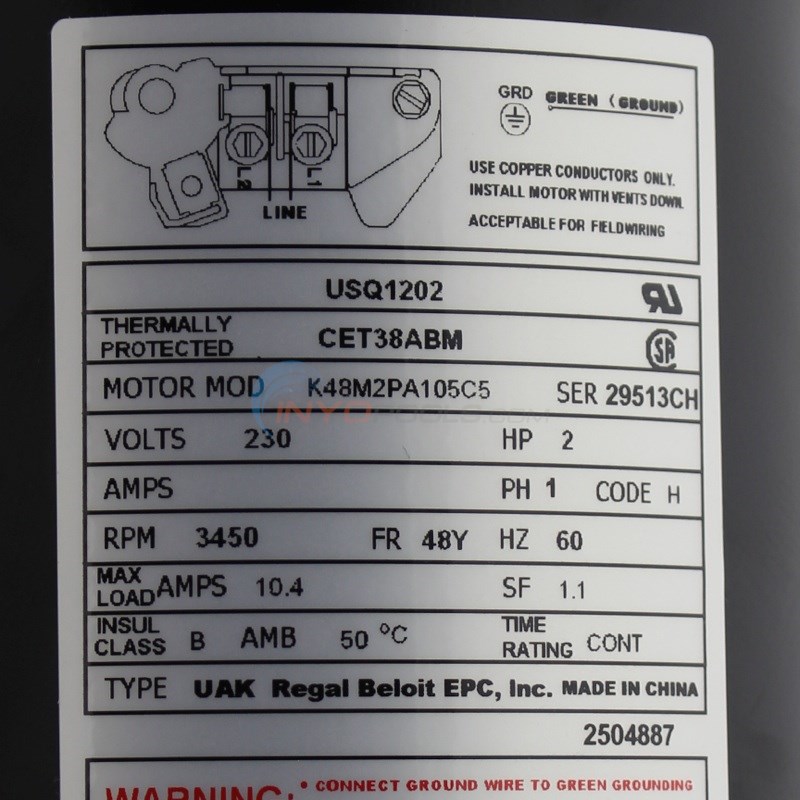 GRD GREEN (GROUND)
USE COPPER CONDUCTORS ONLY.
INSTALL MOTOR WITH VENTS DOWN.
ACCEPTABLE FOR FIELDWIRING
L2 L1
LINE
USQ1202
THERMALLY
PROTECTED CET38ABM
MOTOR MOD K48M2PA105C5 SER 29513CH
INYOPOOLS.COM
VOLTS 230 HP 2
AMPS PH 1 CODE H
RPM 3450 FR 48Y HZ 60
MAX
LOAD AMPS 10.4 SF 1.1
INSUL
CLASS B AMB 50 °C
TIME
RATING CONT
TYPE UAK Regal Beloit EPC, Inc. MADE IN CHINA
2504887
WARNING: • CONNECT GROUND WIRE TO GREEN GROUNDING